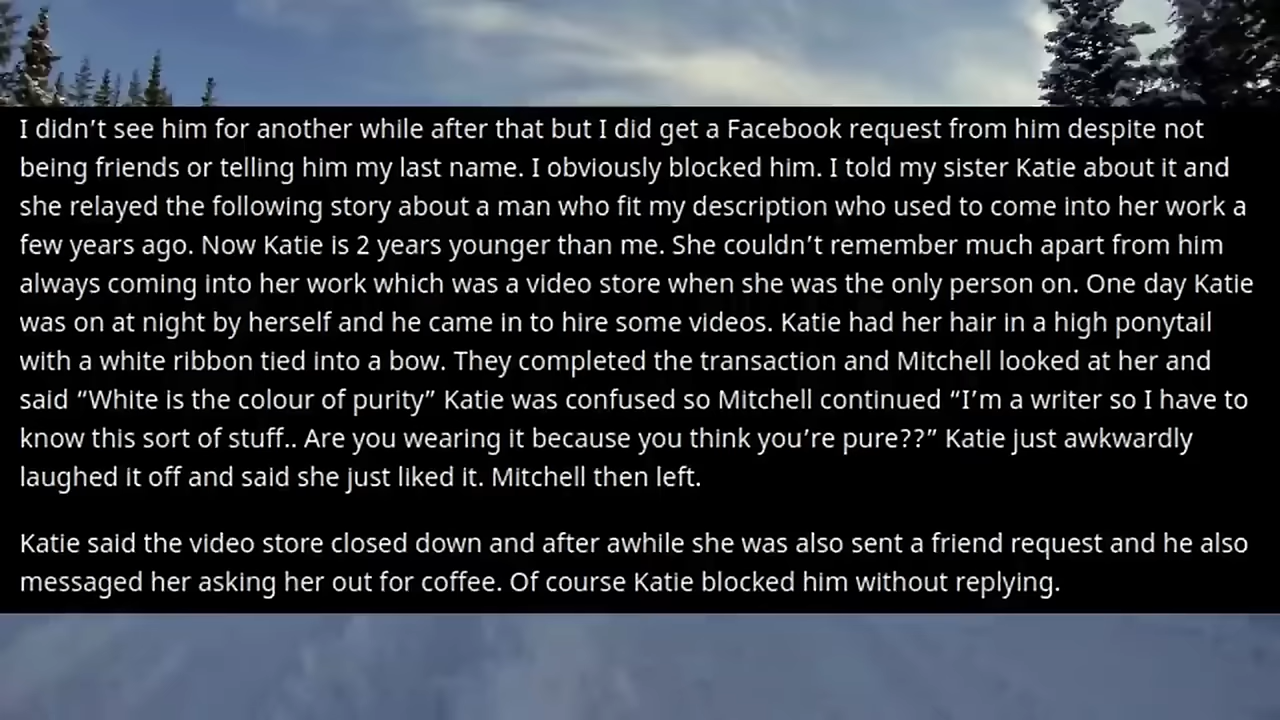 I didn’t see him for another while after that but I did get a Facebook request from him despite not
being friends or telling him my last name. I obviously blocked him. I told my sister Katie about it and
she relayed the following story about a man who fit my description who used to come into her work a
few years ago. Now Katie is 2 years younger than me. She couldn’t remember much apart from him
always coming into her work which was a video store when she was the only person on. One day Katie
was on at night by herself and he came in to hire some videos. Katie had her hair in a high ponytail
with a white ribbon tied into a bow. They completed the transaction and Mitchell looked at her and
said “White is the colour of purity” Katie was confused so Mitchell continued “I’m a writer so I have to
know this sort of stuff.. Are you wearing it because you think you’re pure??” Katie just awkwardly
laughed it off and said she just liked it. Mitchell then left.
Katie said the video store closed down and after awhile she was also sent a friend request and he also
messaged her asking her out for coffee. Of course Katie blocked him without replying.